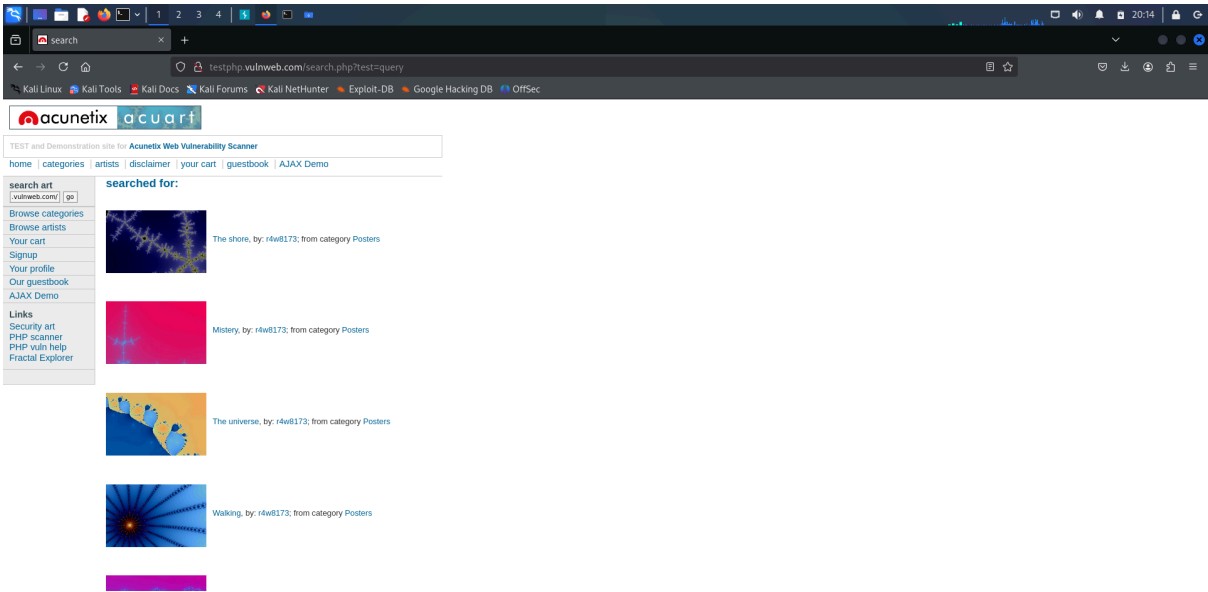 1 2 3 4 20:14
search
testphp.vulnweb.com/search.php?test=query
Kali Linux Kali Tools Kali Docs Kali Forums Kali NetHunter Exploit-DB Google Hacking DB OffSec
acunetix acuart
TEST and Demonstration site for Acunetix Web Vulnerability Scanner
home | categories | artists | disclaimer | your cart | guestbook | AJAX Demo
search art
.vulnweb.com/ go
Browse categories
Browse artists
Your cart
Signup
Your profile
Our guestbook
AJAX Demo
Links
Security art
PHP scanner
PHP vuln help
Fractal Explorer
searched for:
The shore, by: r4w8173; from category Posters
Mistery, by: r4w8173; from category Posters
The universe, by: r4w8173; from category Posters
Walking, by: r4w8173; from category Posters